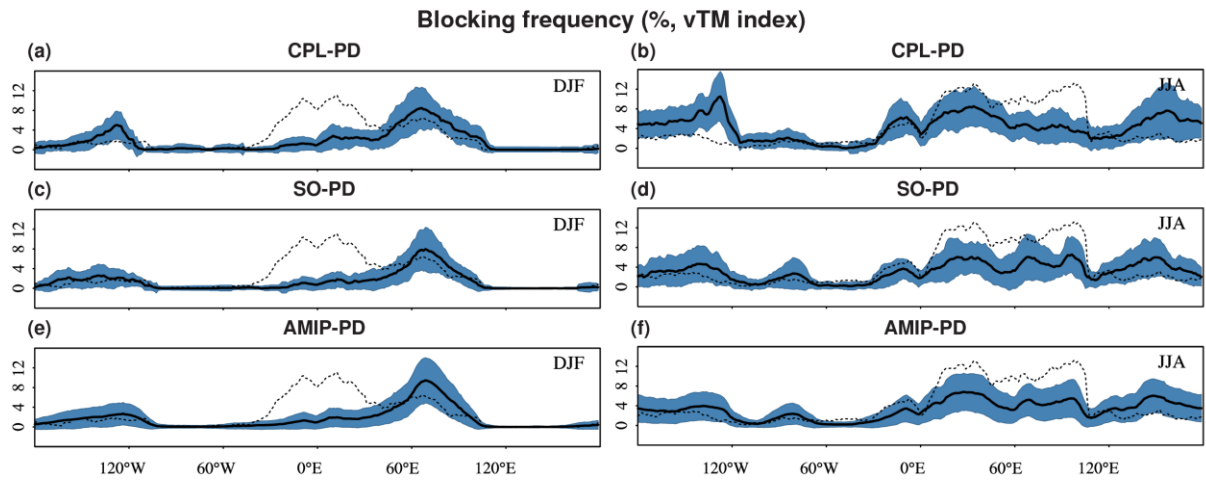 Blocking frequency (%, vTM index)
(a) CPL-PD
DJF
0 4 8 12
(b) CPL-PD
JJA
0 4 8 12
(c) SO-PD
DJF
0 4 8 12
(d) SO-PD
JJA
0 4 8 12
(e) AMIP-PD
DJF
0 4 8 12
(f) AMIP-PD
JJA
0 4 8 12
120°W 60°W 0°E 60°E 120°E
120°W 60°W 0°E 60°E 120°E